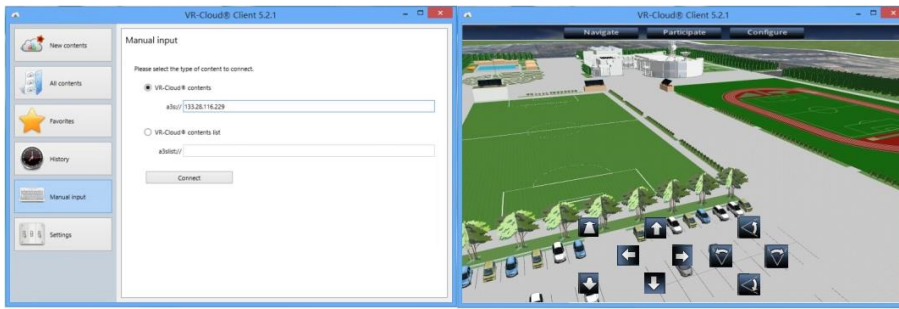 VR-Cloud® Client 5.2.1
New contents
All contents
Favorites
History
Manual input
Settings
Manual input
Please select the type of content to connect.
VR-Cloud® contents
a3s:// 133.28.116.229
VR-Cloud® contents list
a3slist://
Connect
VR-Cloud® Client 5.2.1
Navigate Participate Configure